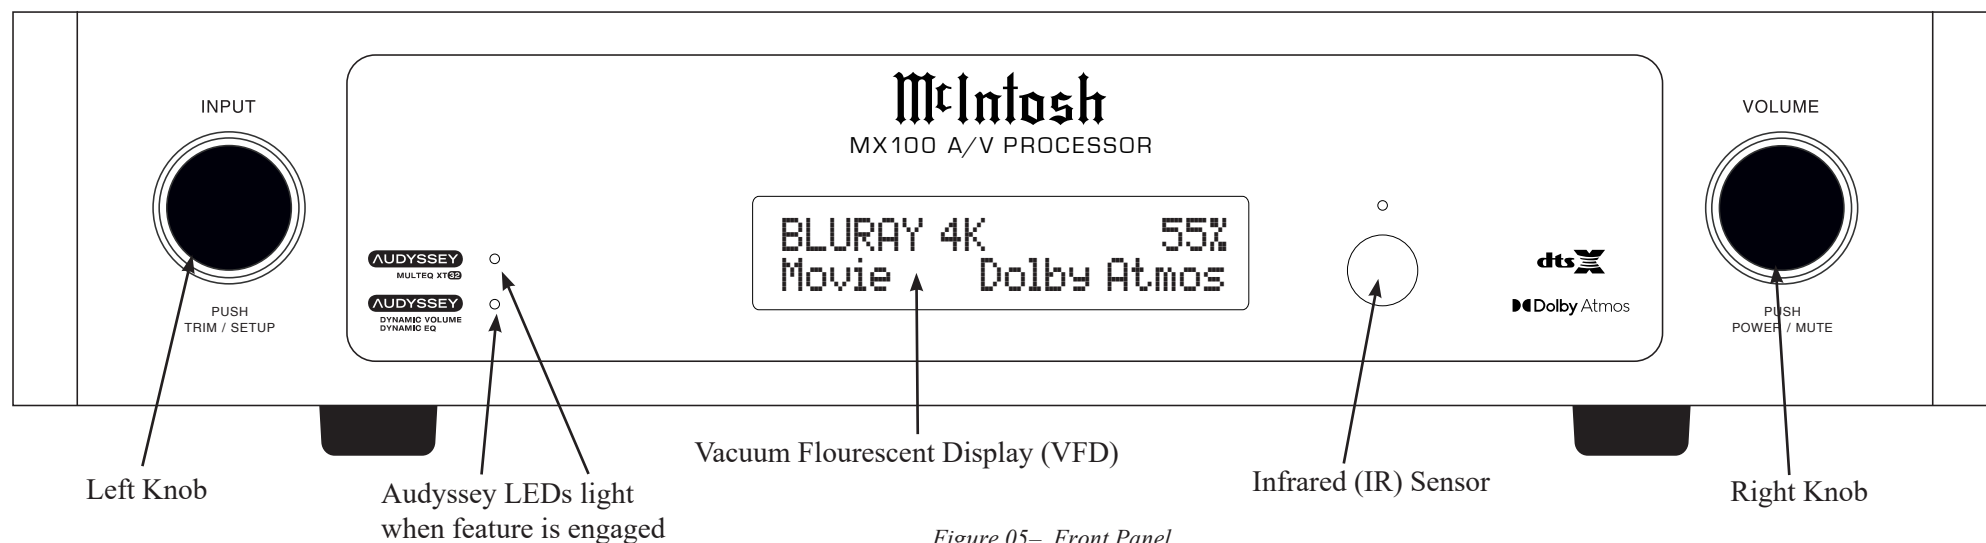 McIntosh
MX100 A/V PROCESSOR
INPUT
VOLUME
BLURAY 4K 55%
Movie Dolby Atmos
AUDYSSEY
MULTEQ XT32
AUDYSSEY
DYNAMIC VOLUME
DYNAMIC EQ
dts X
Dolby Atmos
PUSH
TRIM / SETUP
PUSH
POWER / MUTE
Left Knob
Audyssey LEDs light
when feature is engaged
Vacuum Flourescent Display (VFD)
Infrared (IR) Sensor
Right Knob
Figure 05– Front Panel